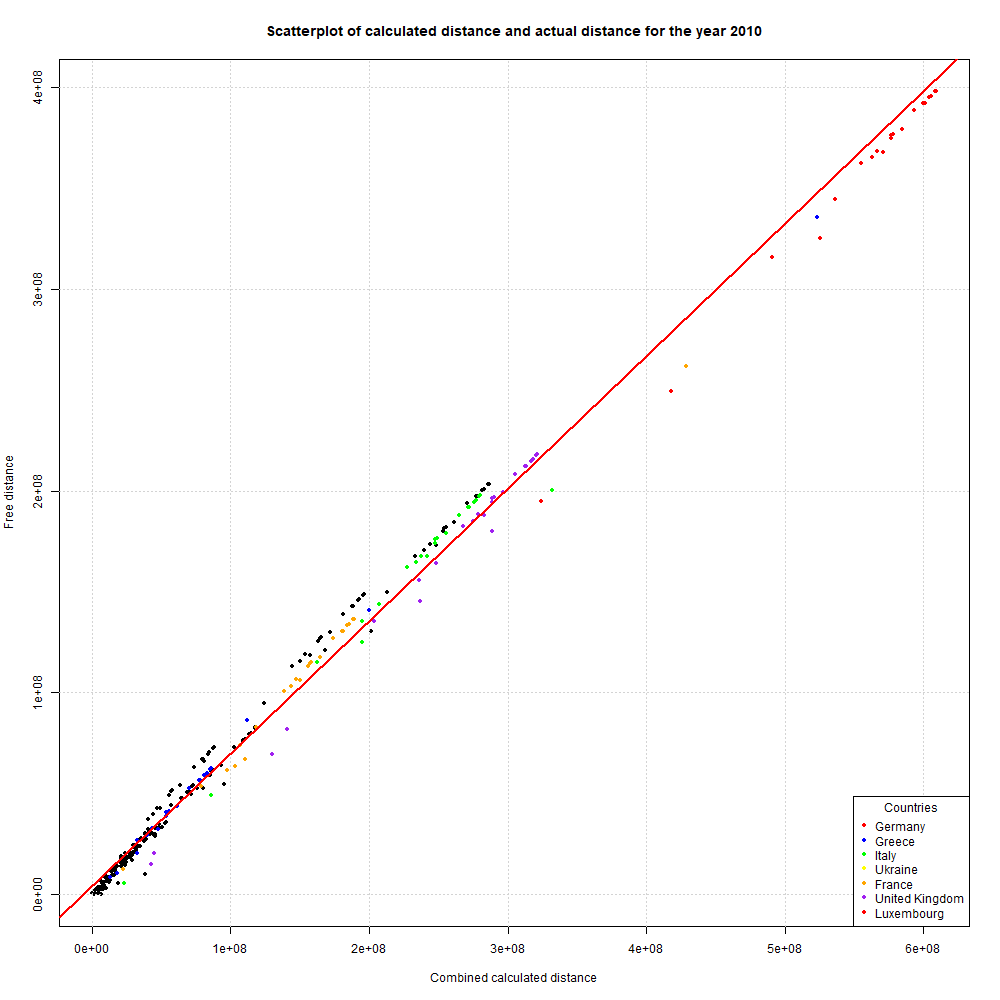 Scatterplot of calculated distance and actual distance for the year 2010
4e+08
3e+08
2e+08
1e+08
0e+00
Free distance
0e+00 1e+08 2e+08 3e+08 4e+08 5e+08 6e+08
Combined calculated distance
Countries
Germany
Greece
Italy
Ukraine
France
United Kingdom
Luxembourg